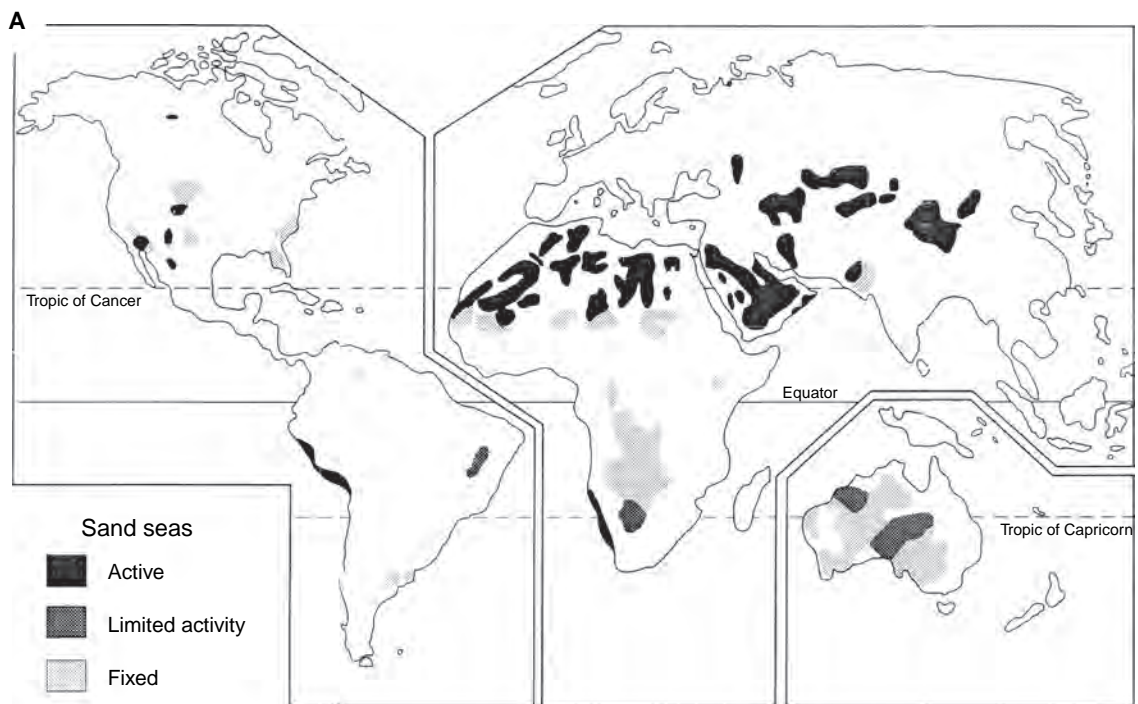 A
Tropic of Cancer
Equator
Tropic of Capricorn
Sand seas
Active
Limited activity
Fixed